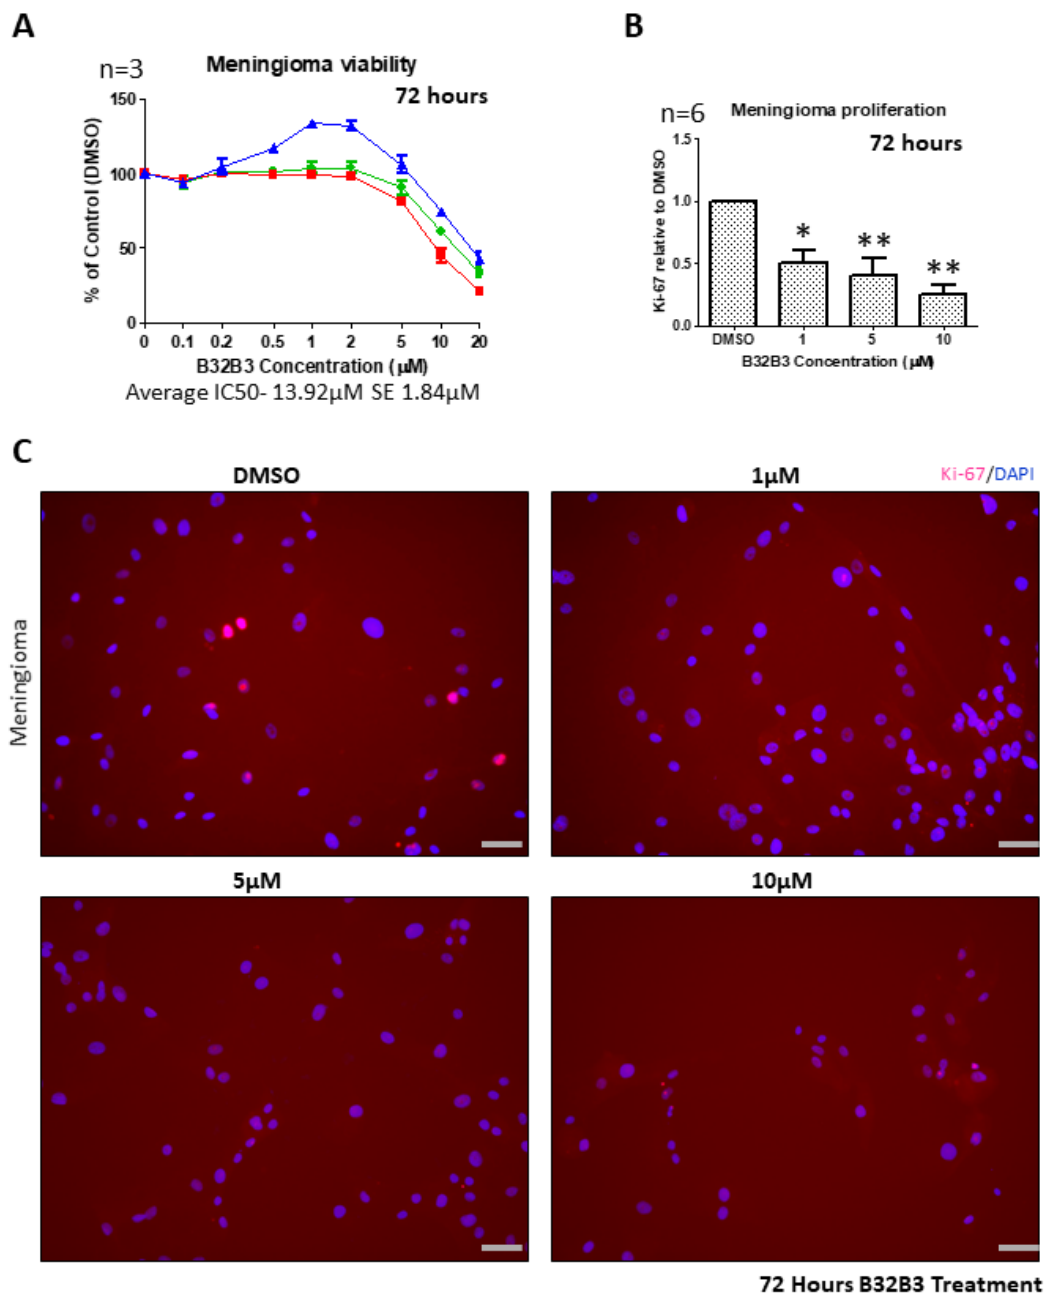 A
n=3
Meningioma viability
72 hours
% of Control (DMSO)
150
100
50
0
0 0.1 0.2 0.5 1 2 5 10 20
B32B3 Concentration (µM)
Average IC50- 13.92µM SE 1.84µM
B
n=6
Meningioma proliferation
72 hours
Ki-67 relative to DMSO
1.5
1.0
0.5
0.0
* ** **
DMSO 1 5 10
B32B3 Concentration (µM)
C
DMSO
1µM
Ki-67/DAPI
Meningioma
5µM
10µM
72 Hours B32B3 Treatment